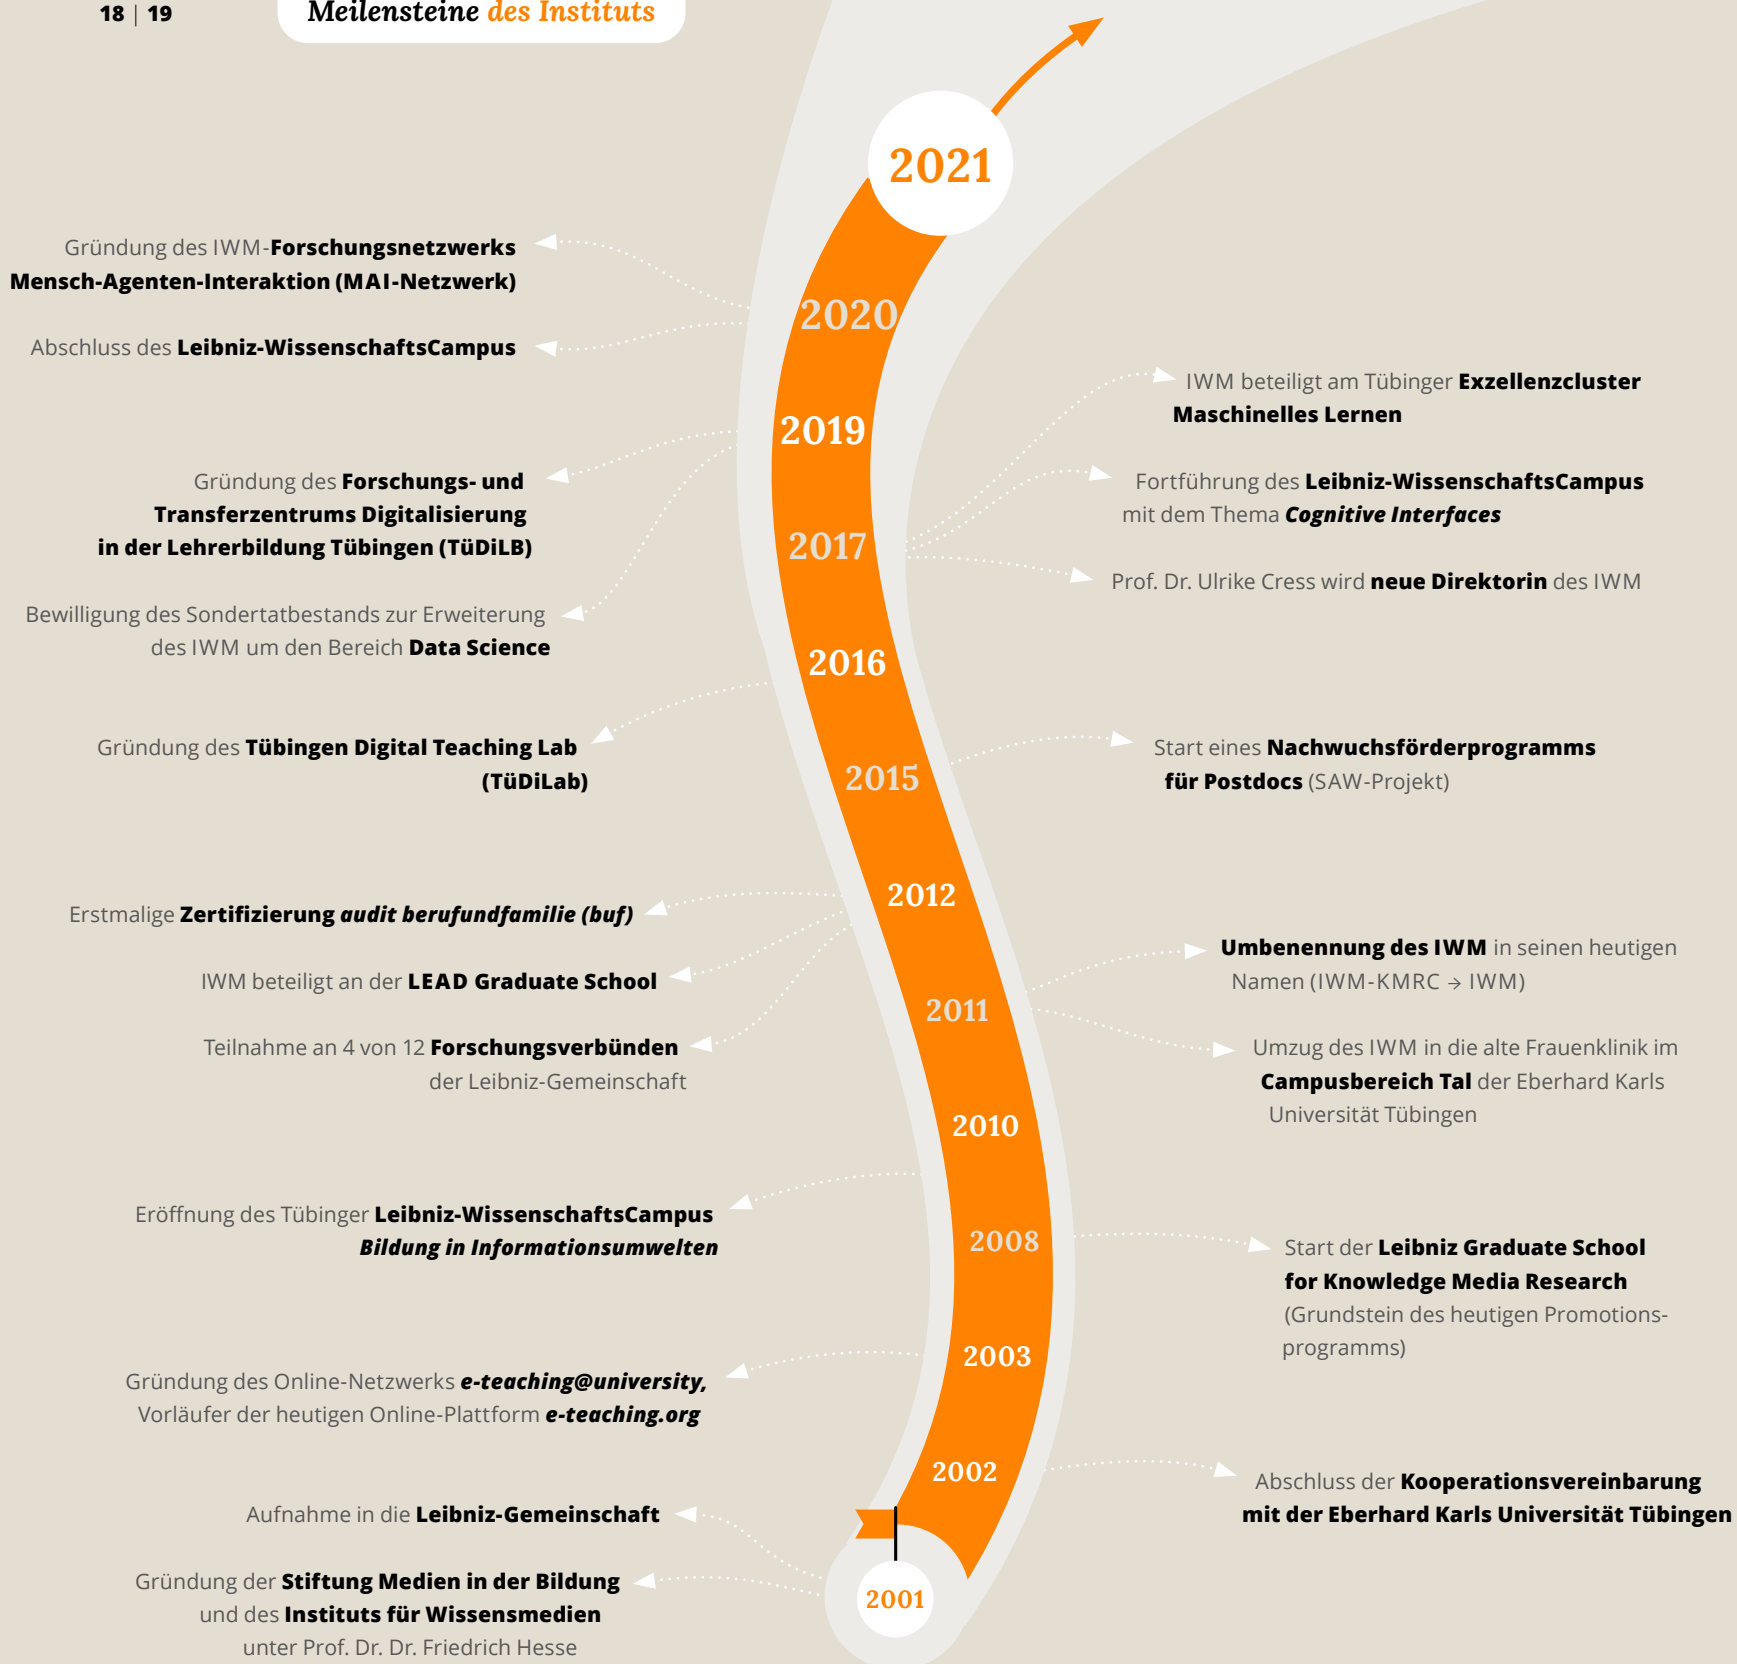 18 | 19
Meilensteine des Instituts
2021
Gründung des IWM-Forschungsnetzwerks
Mensch-Agenten-Interaktion (MAI-Netzwerk)
2020
Abschluss des Leibniz-WissenschaftsCampus
IWM beteiligt am Tübinger Exzellenzcluster
Maschinelles Lernen
2019
Gründung des Forschungs- und
Transferzentrums Digitalisierung
in der Lehrerbildung Tübingen (TüDiLB)
Fortführung des Leibniz-WissenschaftsCampus
mit dem Thema Cognitive Interfaces
2017
Prof. Dr. Ulrike Cress wird neue Direktorin des IWM
Bewilligung des Sondertatbestands zur Erweiterung
des IWM um den Bereich Data Science
2016
Gründung des Tübingen Digital Teaching Lab
(TüDiLab)
Start eines Nachwuchsförderprogramms
für Postdocs (SAW-Projekt)
2015
2012
Erstmalige Zertifizierung audit berufundfamilie (buf)
IWM beteiligt an der LEAD Graduate School
Teilnahme an 4 von 12 Forschungsverbünden
der Leibniz-Gemeinschaft
Umbenennung des IWM in seinen heutigen
Namen (IWM-KMRC → IWM)
2011
Umzug des IWM in die alte Frauenklinik im
Campusbereich Tal der Eberhard Karls
Universität Tübingen
2010
Eröffnung des Tübinger Leibniz-WissenschaftsCampus
Bildung in Informationsumwelten
2008
Start der Leibniz Graduate School
for Knowledge Media Research
(Grundstein des heutigen Promotions-
programms)
2003
Gründung des Online-Netzwerks e-teaching@university,
Vorläufer der heutigen Online-Plattform e-teaching.org
2002
Abschluss der Kooperationsvereinbarung
mit der Eberhard Karls Universität Tübingen
Aufnahme in die Leibniz-Gemeinschaft
Gründung der Stiftung Medien in der Bildung
und des Instituts für Wissensmedien
unter Prof. Dr. Dr. Friedrich Hesse
2001